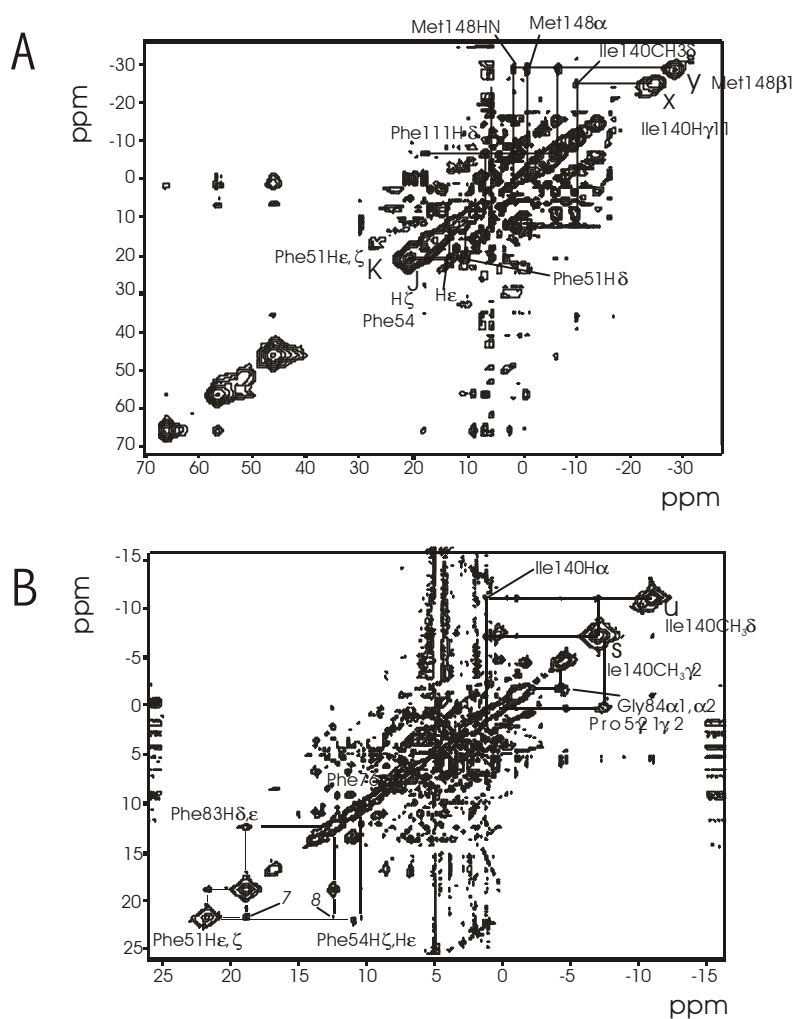 A
Met148HN
Met148α
Ile140CH3δ
y
Met148β1
x
Ile140Hγ11
Phe111Hδ
Phe51Hε,ζ
K
J
Hζ
Hε
Phe51Hδ
Phe54
ppm
-30
-20
-10
0
10
20
30
40
50
60
70
70 60 50 40 30 20 10 0 -10 -20 -30
ppm
B
ppm
-15
-10
-5
0
5
10
15
20
25
Ile140Hα
u
Ile140CH₃δ
s
Ie140CH₃γ2
Gly84α1,α2
Phe83Hδ,ε
7
8
Phe51Hε,ζ
Phe54Hζ,Hε
25 20 15 10 5 0 -5 -10 -15
ppm